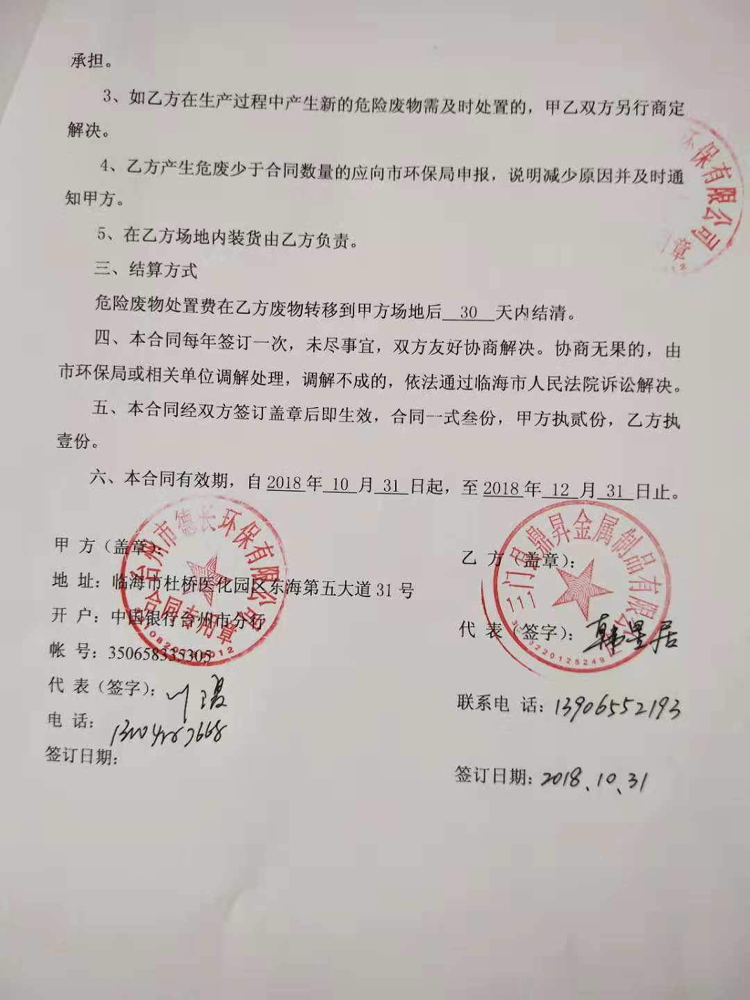 承担。
3、如乙方在生产过程中产生新的危险废物需及时处置的，甲乙双方另行商定
解决。
4、乙方产生危废少于合同数量的应向市环保局申报，说明减少原因并及时通
知甲方。
5、在乙方场地内装货由乙方负责。
三、结算方式
危险废物处置费在乙方废物转移到甲方场地后 30 天内结清。
四、本合同每年签订一次，未尽事宜，双方友好协商解决。协商无果的，由
市环保局或相关单位调解处理，调解不成的，依法通过临海市人民法院诉讼解决。
五、本合同经双方签订盖章后即生效，合同一式叁份，甲方执贰份，乙方执
壹份。
六、本合同有效期，自 2018 年 10 月 31 日起，至 2018 年 12 月 31 日止。
甲 方（盖章）：
地 址：临海市杜桥医化园区东海第五大道 31 号
开 户：中国银行台州市分行
帐 号：350658335305
代 表（签字）：
电 话：
签订日期：
乙 方（盖章）：
代 表（签字）：韩星居
联系电 话：13906552193
签订日期：2018.10.31
台州市德长环保有限公司
合同专用章
三门县鼎昇金属制品有限公司
环保有限公司
章